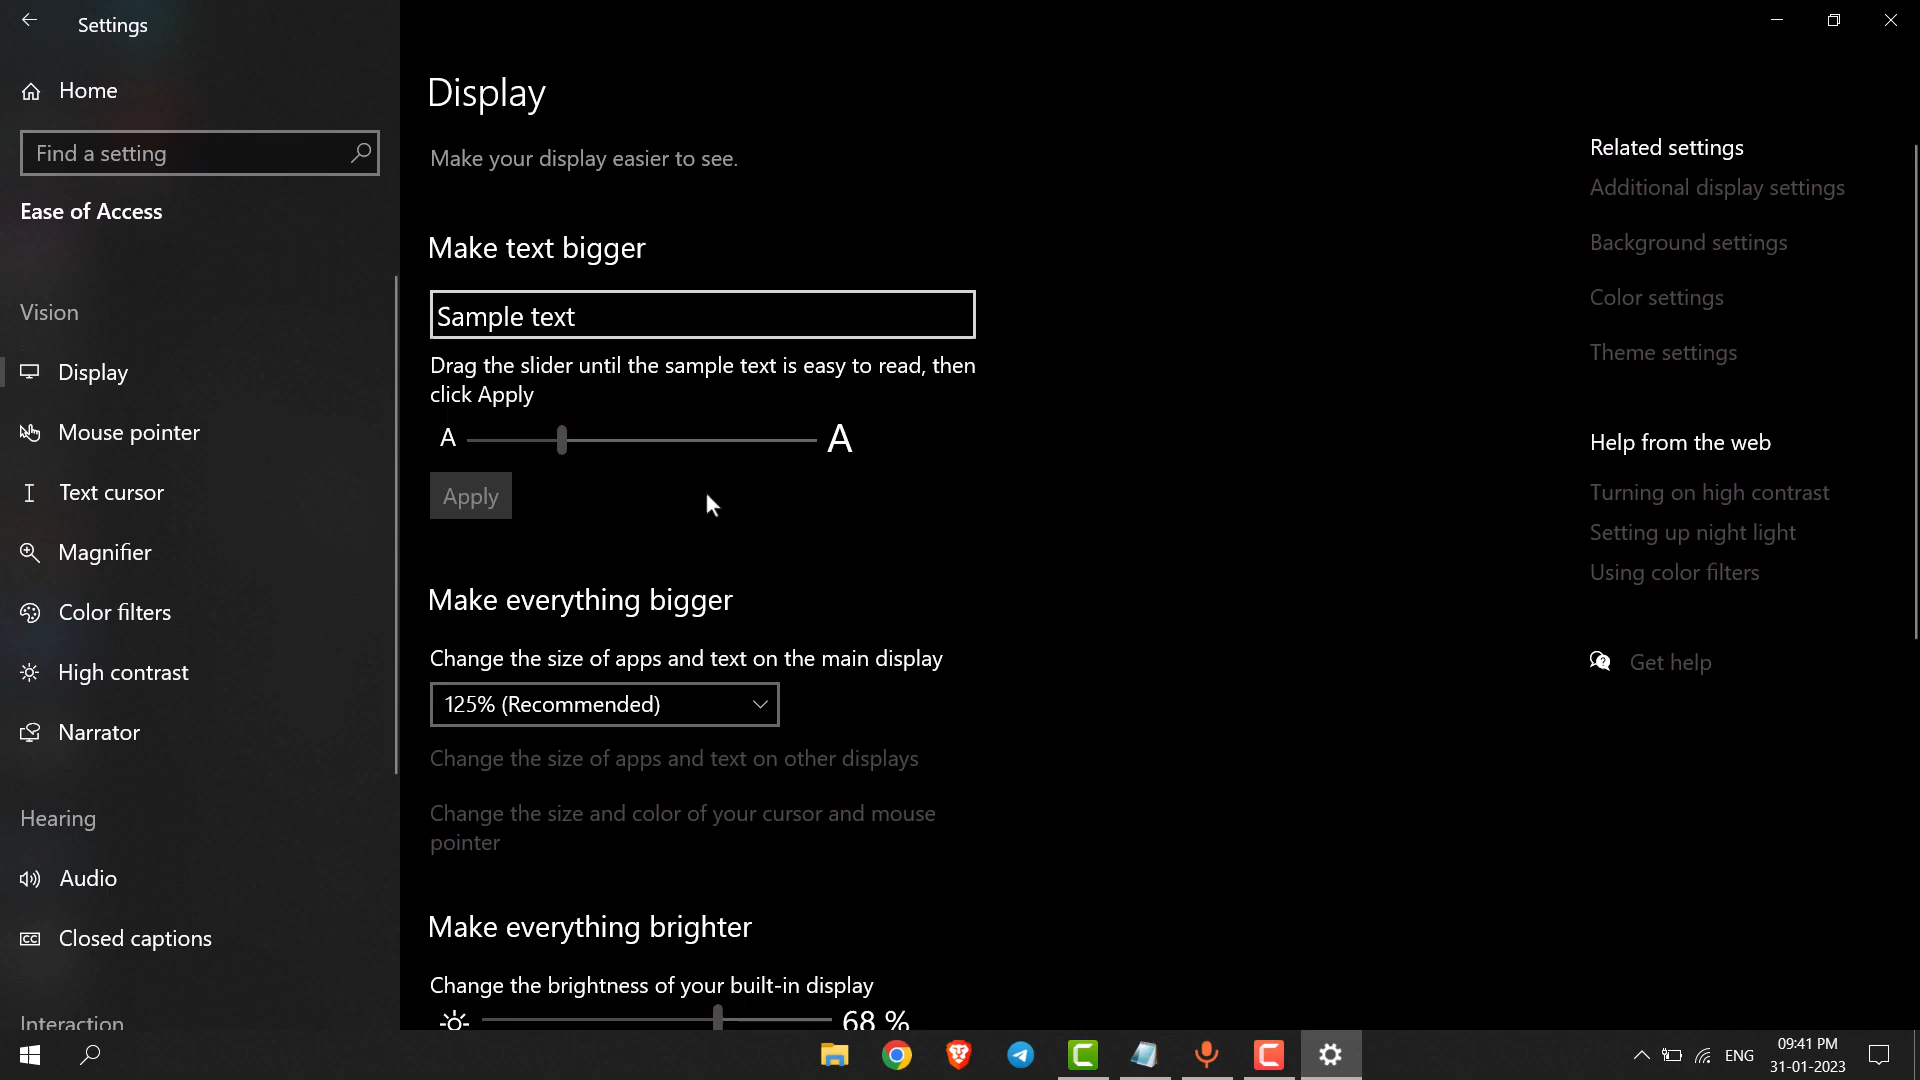 Settings
Home
Find a setting
Ease of Access
Vision
Display
Mouse pointer
Text cursor
Magnifier
Color filters
High contrast
Narrator
Hearing
Audio
Closed captions
Interaction
Display
Make your display easier to see.
Make text bigger
Sample text
Drag the slider until the sample text is easy to read, then
click Apply
A A
Apply
Make everything bigger
Change the size of apps and text on the main display
125% (Recommended)
Change the size of apps and text on other displays
Change the size and color of your cursor and mouse
pointer
Make everything brighter
Change the brightness of your built-in display
68 %
Related settings
Additional display settings
Background settings
Color settings
Theme settings
Help from the web
Turning on high contrast
Setting up night light
Using color filters
Get help
ENG
09:41 PM
31-01-2023